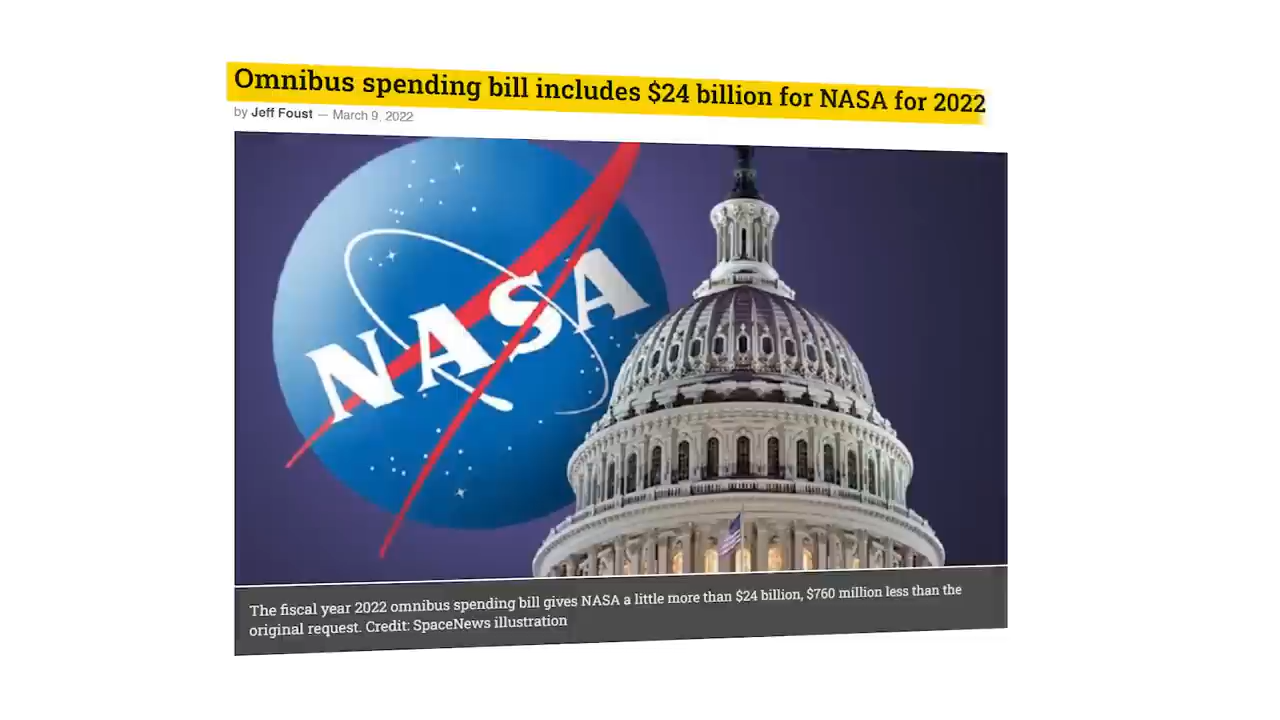 Omnibus spending bill includes $24 billion for NASA for 2022
by Jeff Foust — March 9, 2022
NASA
The fiscal year 2022 omnibus spending bill gives NASA a little more than $24 billion, $760 million less than the
original request. Credit: SpaceNews illustration